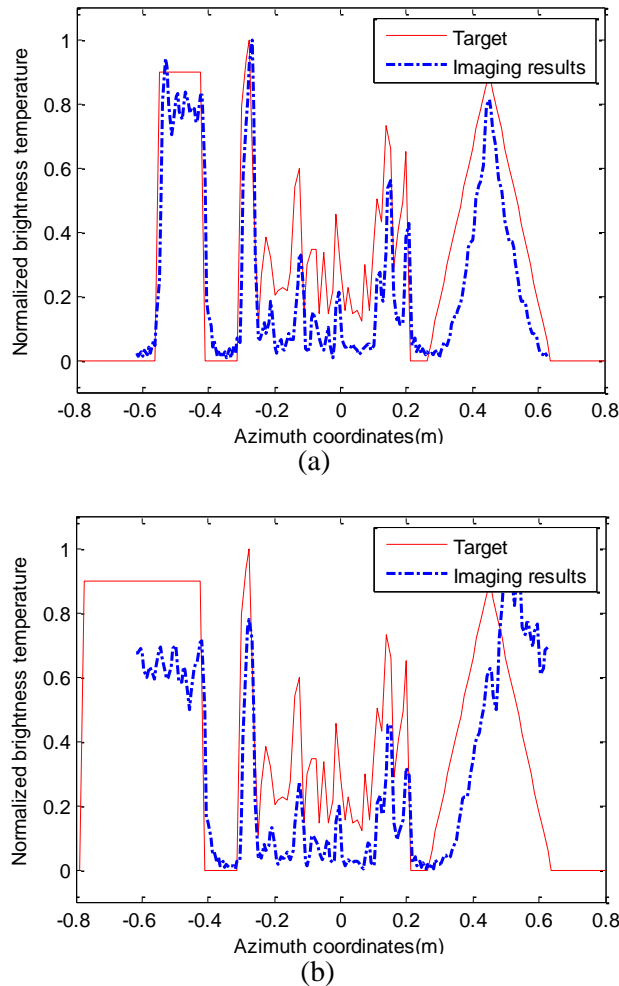 1
0.8
0.6
0.4
0.2
0
Normalized brightness temperature
Target
Imaging results
-0.8 -0.6 -0.4 -0.2 0 0.2 0.4 0.6 0.8
Azimuth coordinates(m)
(a)
1
0.8
0.6
0.4
0.2
0
Normalized brightness temperature
Target
Imaging results
-0.8 -0.6 -0.4 -0.2 0 0.2 0.4 0.6 0.8
Azimuth coordinates(m)
(b)